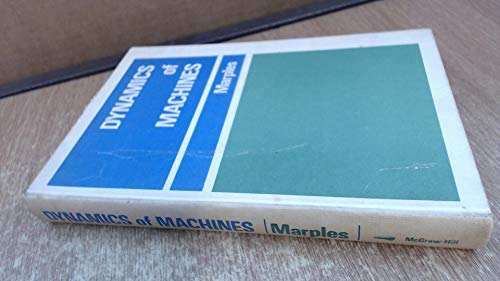 DYNAMICS
of
MACHINES
Marples
DYNAMICS of MACHINES Marples McGraw-Hill